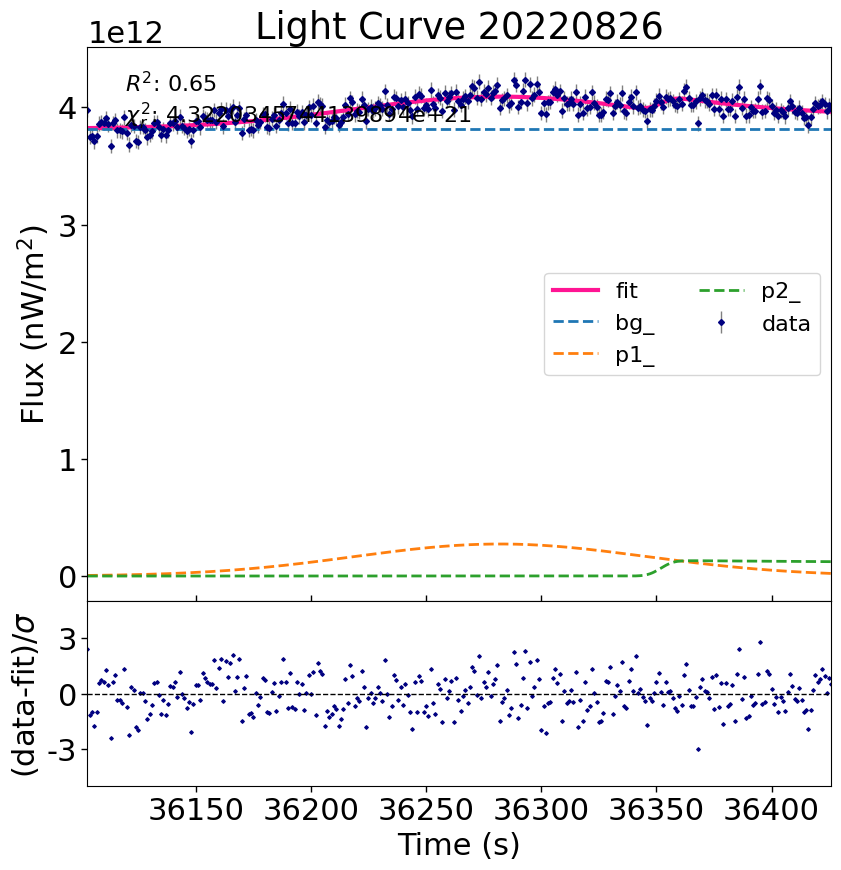 Light Curve 20220826
1e12
R²: 0.65
4
3
2
1
0
Flux (nW/m²)
fit
bg_
p1_
p2_
data
3
0
-3
(data-fit)/σ
36150 36200 36250 36300 36350 36400
Time (s)